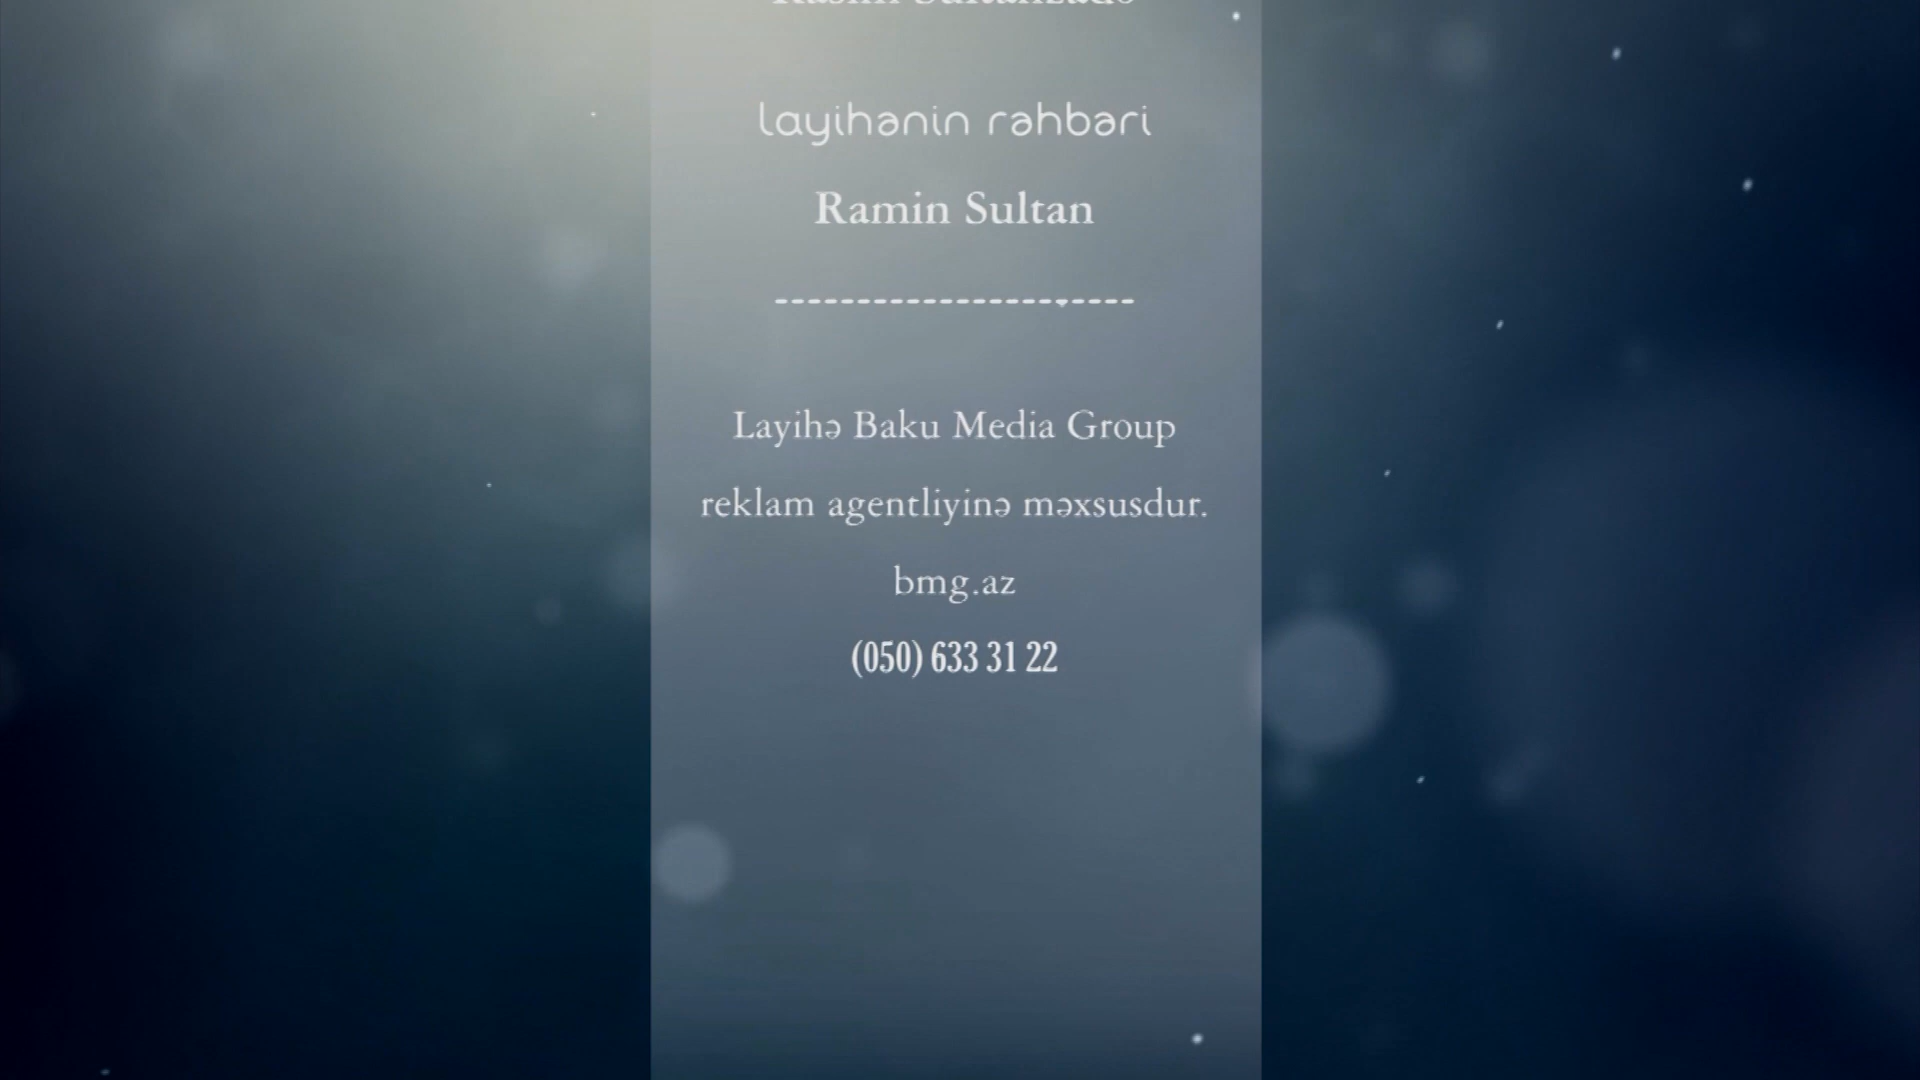 layihənin rəhbəri
Ramin Sultan
----------------------
Layihə Baku Media Group
reklam agentliyinə məxsusdur.
bmg.az
(050) 633 31 22